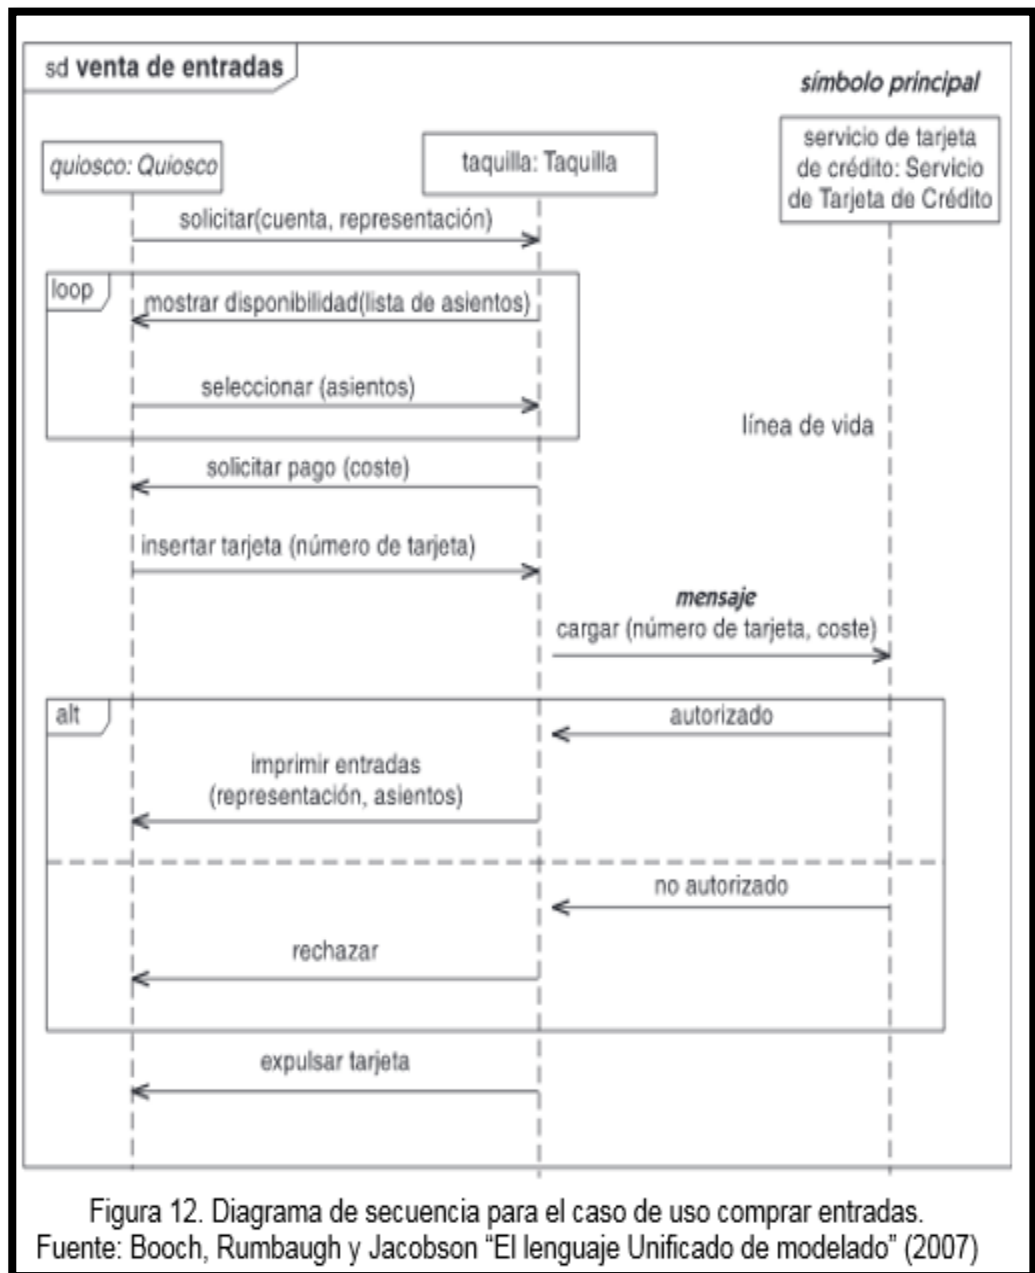 sd venta de entradas
símbolo principal
quiosco: Quiosco
taquilla: Taquilla
servicio de tarjeta
de crédito: Servicio
de Tarjeta de Crédito
solicitar(cuenta, representación)
loop
mostrar disponibilidad(lista de asientos)
seleccionar (asientos)
línea de vida
solicitar pago (coste)
insertar tarjeta (número de tarjeta)
mensaje
cargar (número de tarjeta, coste)
alt
autorizado
imprimir entradas
(representación, asientos)
no autorizado
rechazar
expulsar tarjeta
Figura 12. Diagrama de secuencia para el caso de uso comprar entradas.
Fuente: Booch, Rumbaugh y Jacobson “El lenguaje Unificado de modelado” (2007)